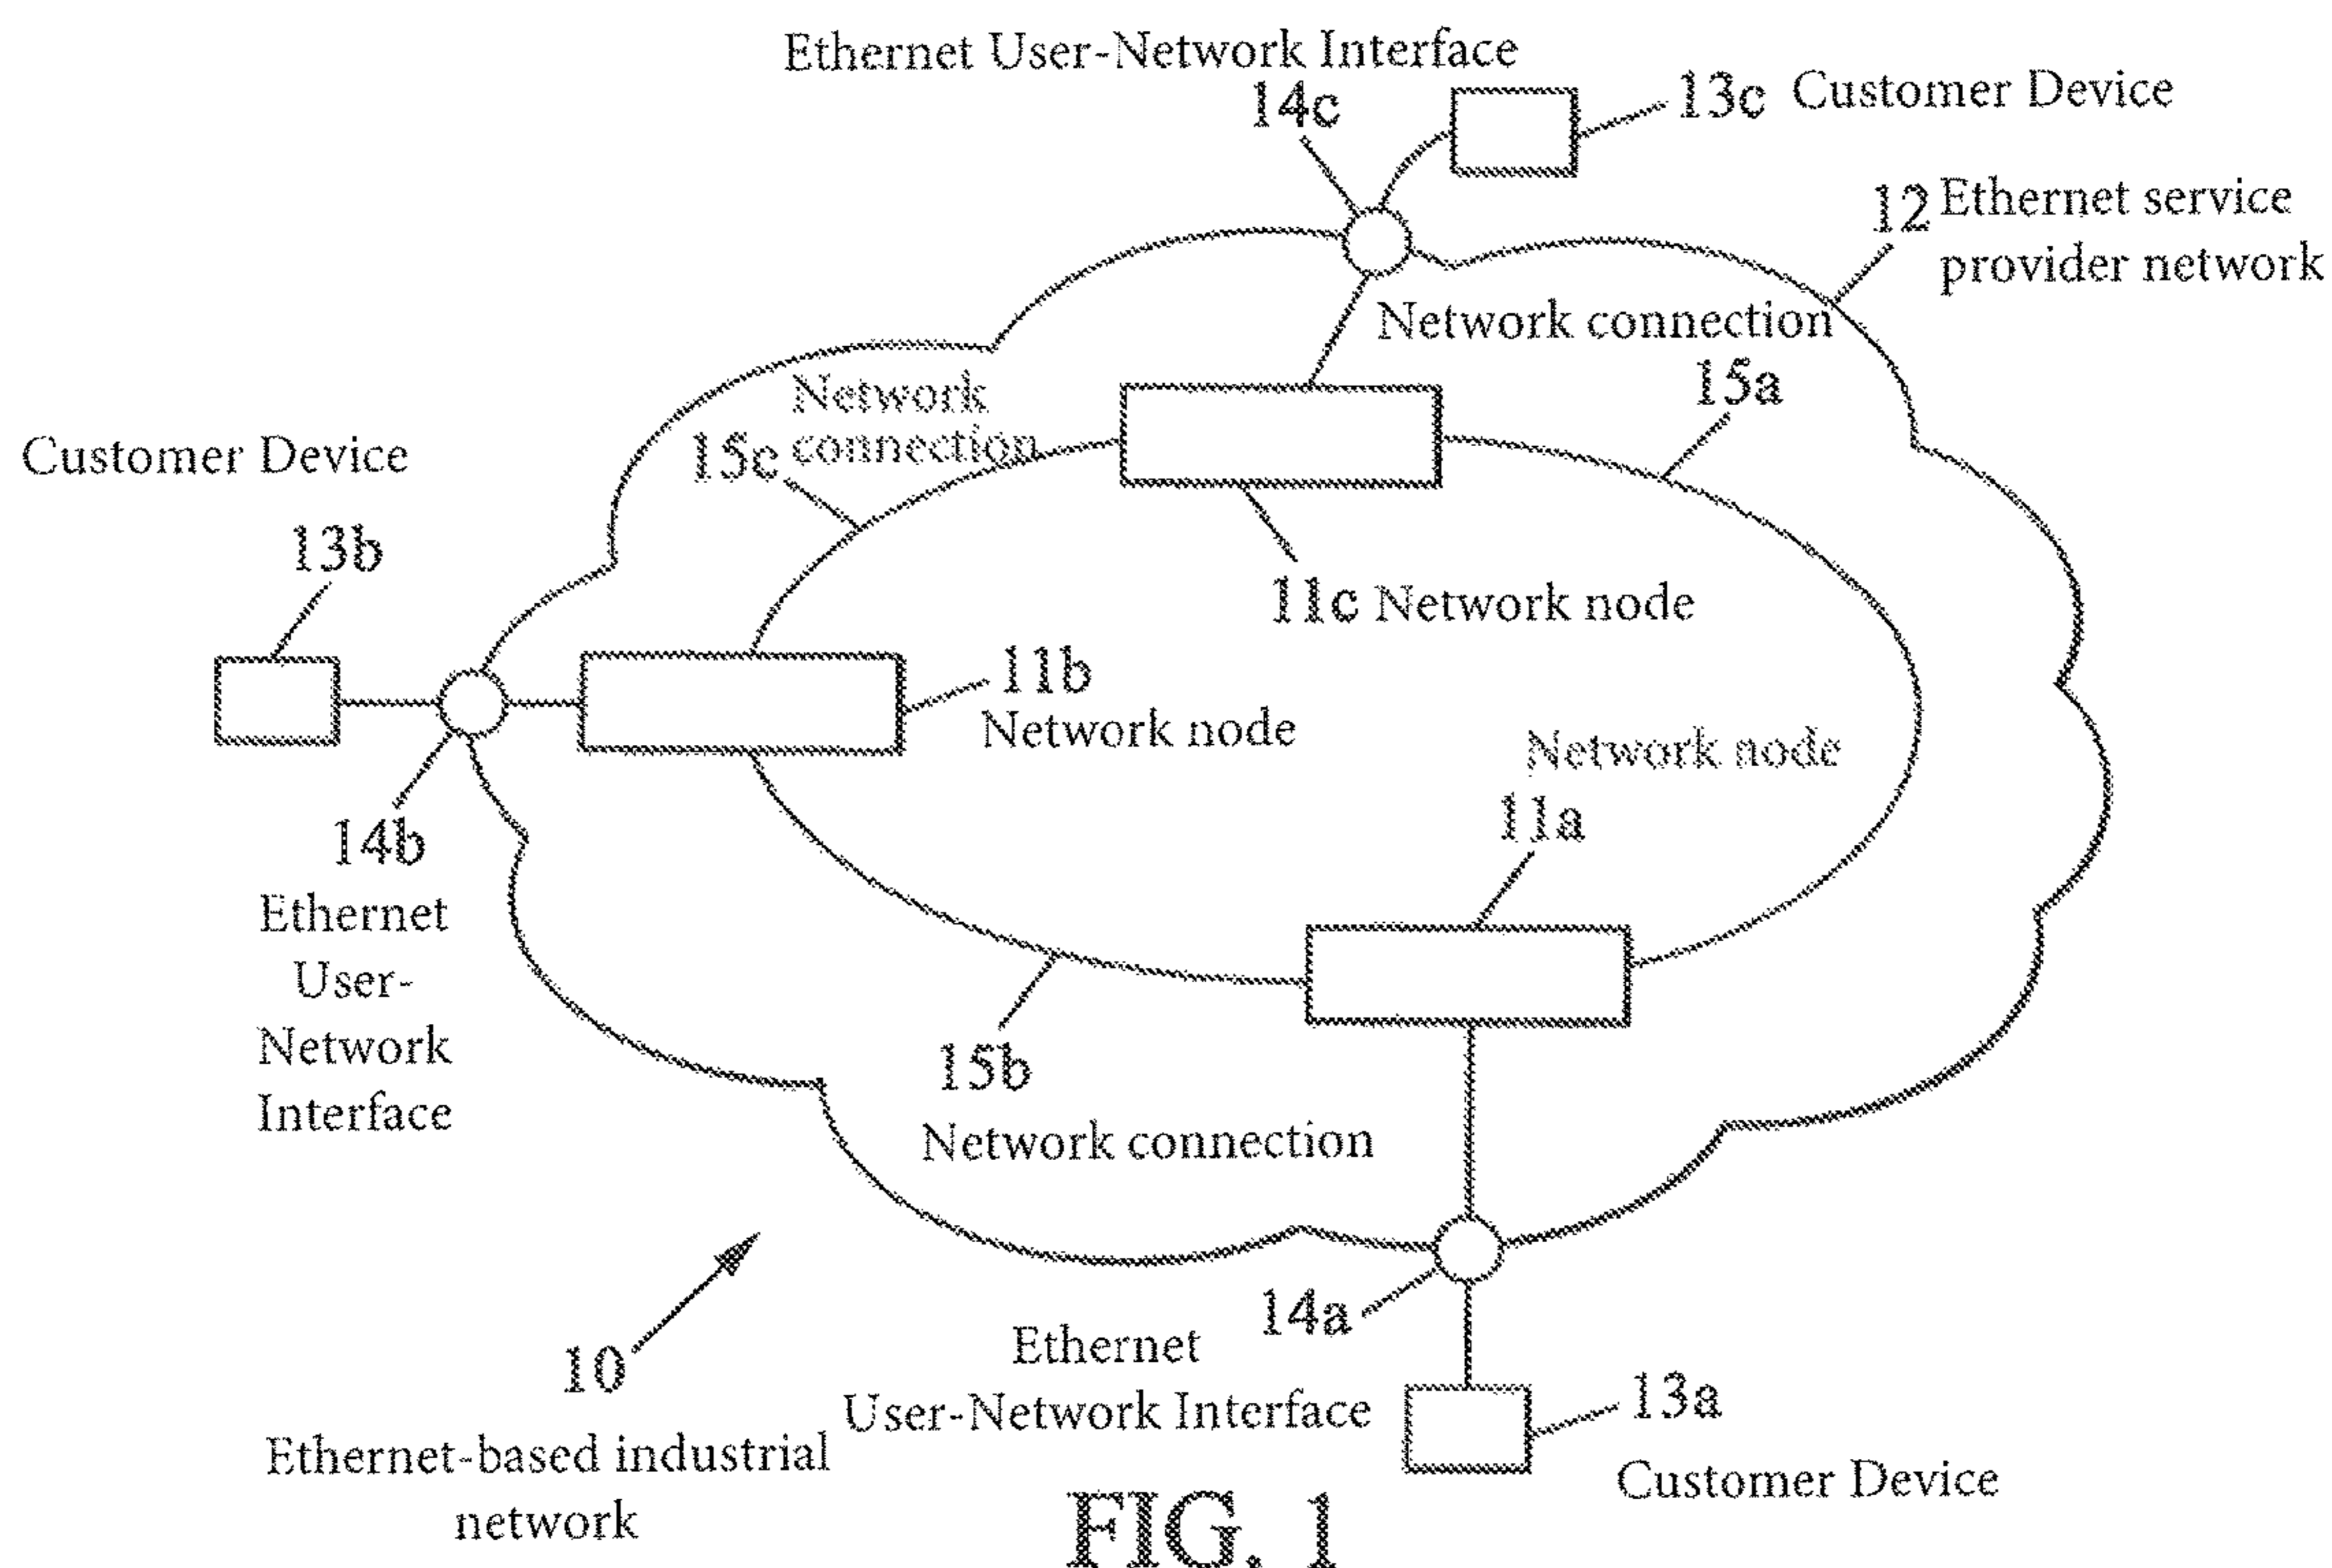 Ethernet User-Network Interface
14c
13c Customer Device
12 Ethernet service
provider network
Network connection
15a
Network
connection
15c
Customer Device
13b
11c Network node
11b
Network node
Network node
11a
14b
Ethernet
User-
Network
Interface
15b
Network connection
14a
Ethernet
User-Network Interface
10
Ethernet-based industrial
network
13a
Customer Device
FIG. 1